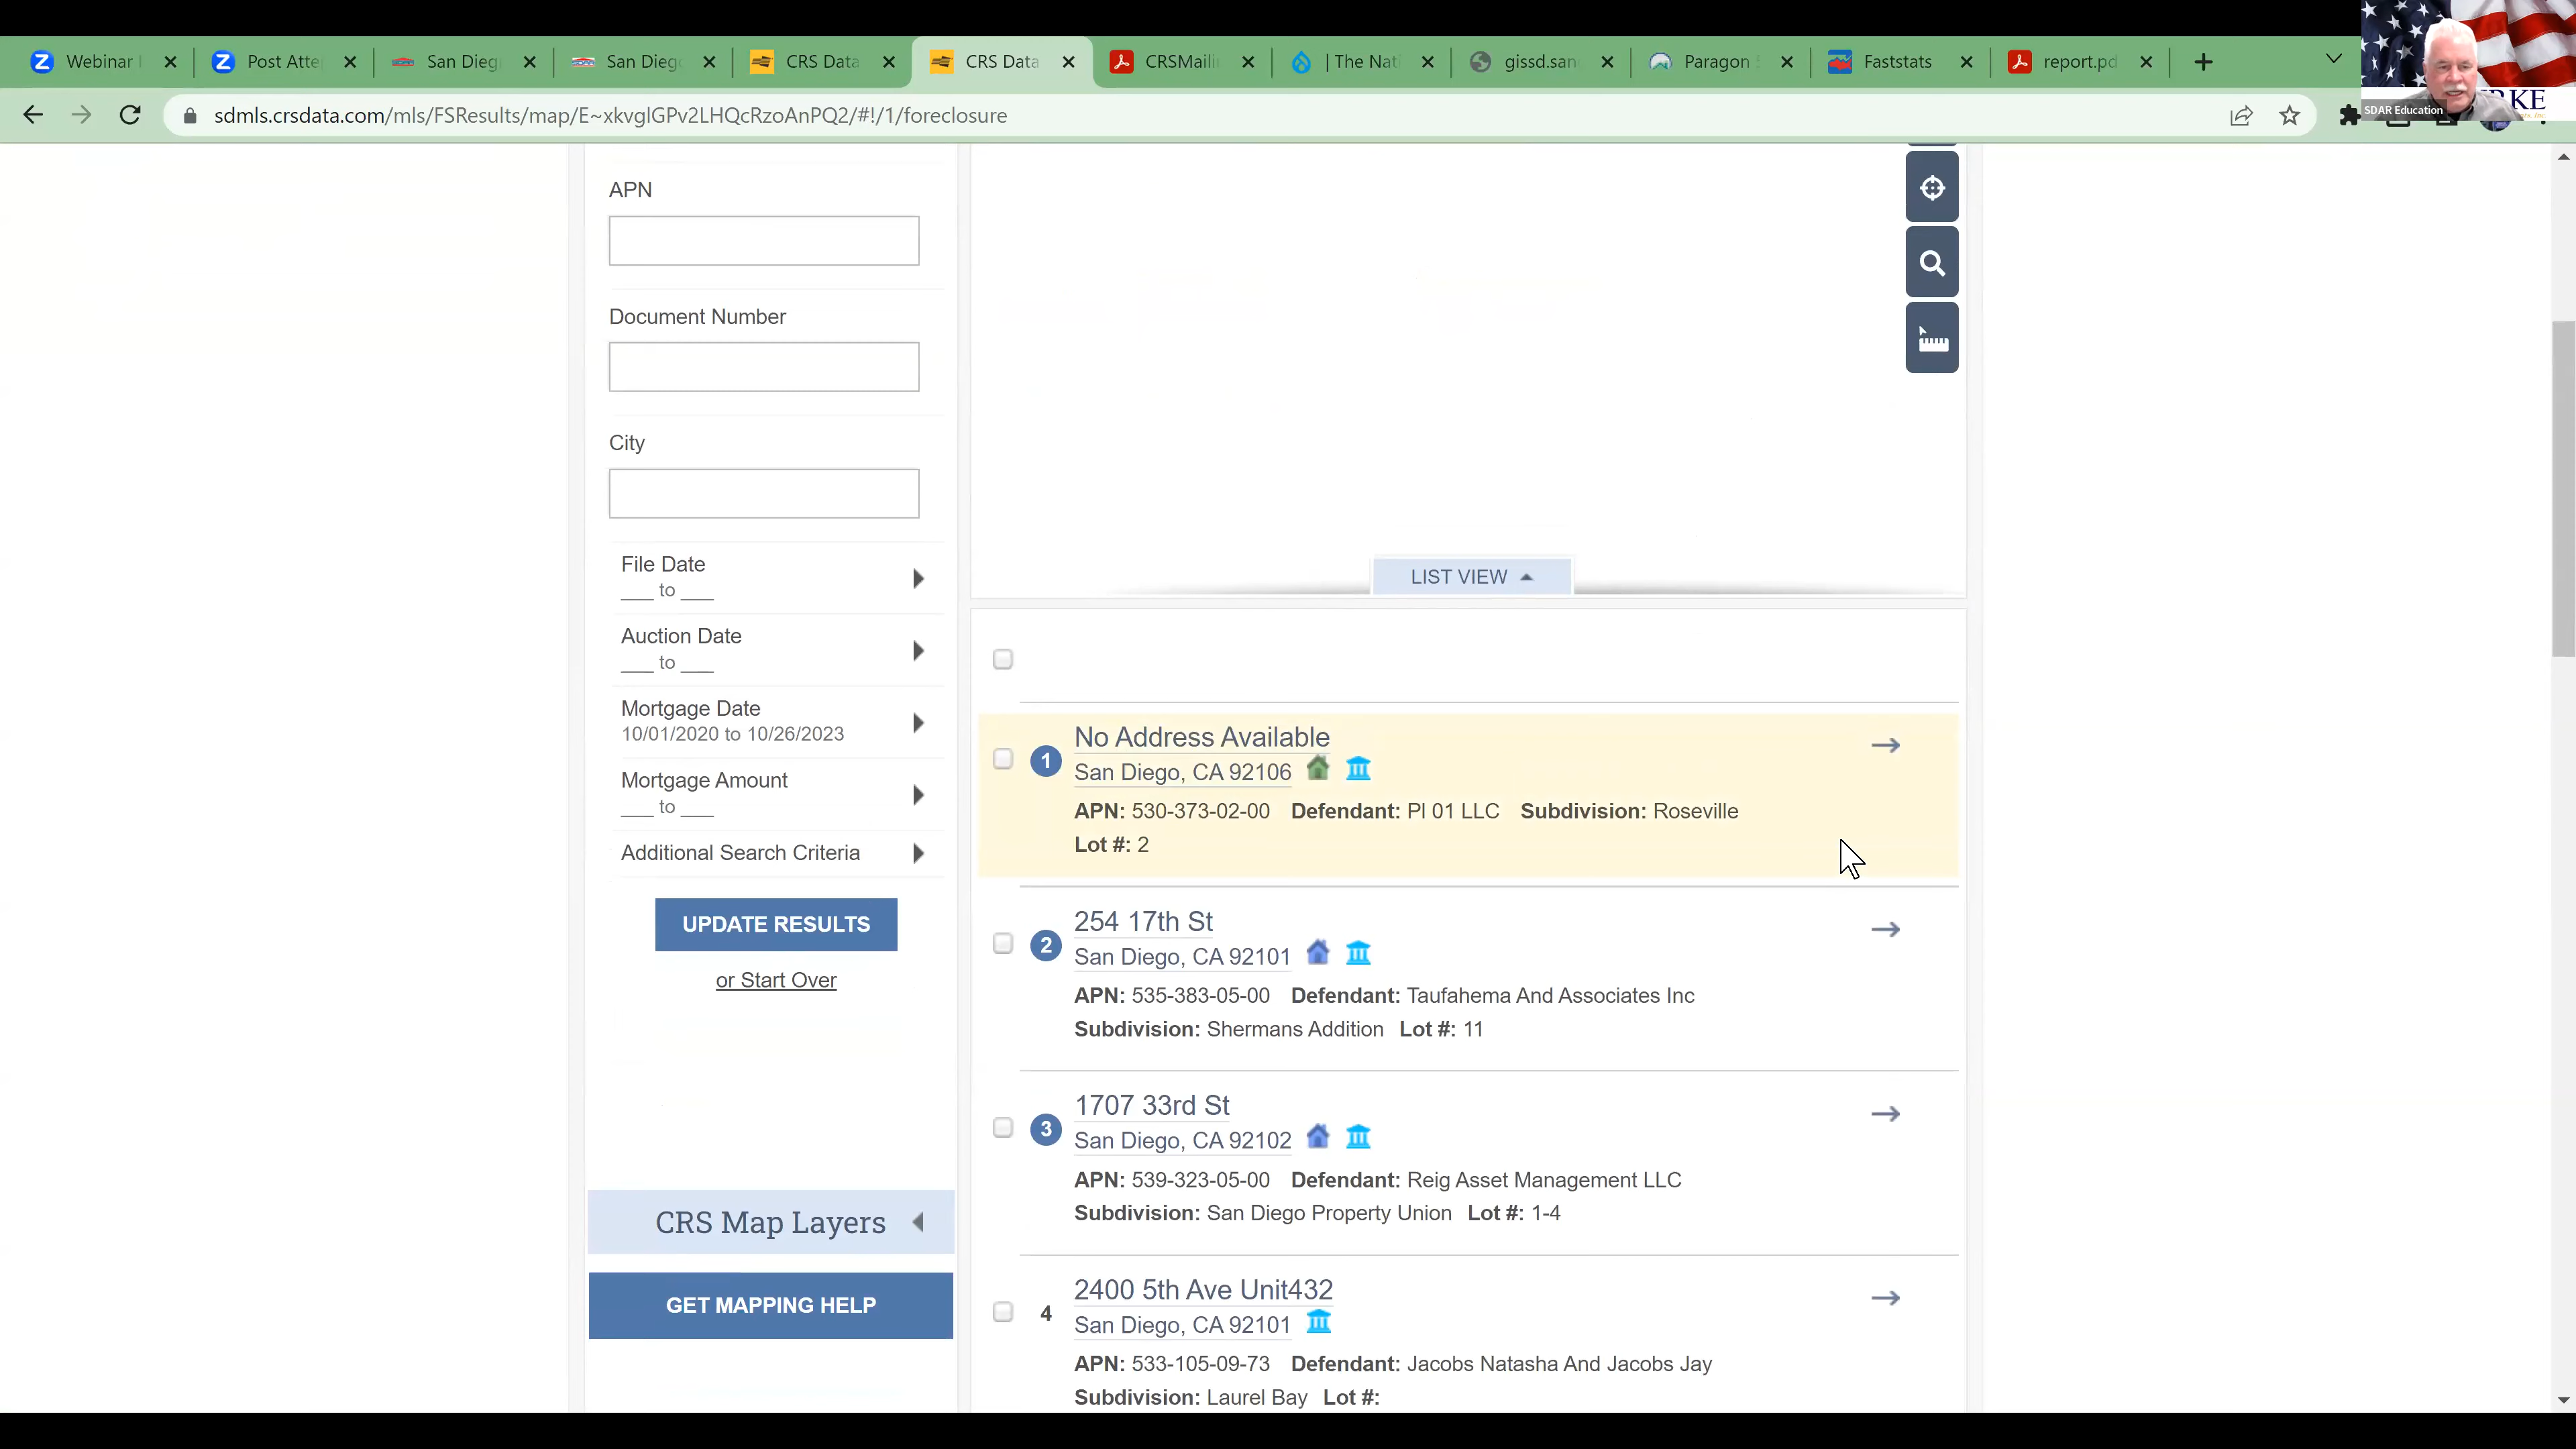 Webinar
Post Atte
San Dieg
San Dieg
CRS Data
CRS Data
CRSMaili
| The Nat
gissd.san
Paragon
Faststats
report.pd
sdmls.crsdata.com/mls/FSResults/map/E~xkvglGPv2LHQcRzoAnPQ2/#!/1/foreclosure
SDAR Education
APN
Document Number
City
File Date
___ to ___
Auction Date
___ to ___
Mortgage Date
10/01/2020 to 10/26/2023
Mortgage Amount
___ to ___
Additional Search Criteria
UPDATE RESULTS
or Start Over
CRS Map Layers
GET MAPPING HELP
LIST VIEW
1
No Address Available
San Diego, CA 92106
APN: 530-373-02-00 Defendant: Pl 01 LLC Subdivision: Roseville
Lot #: 2
2
254 17th St
San Diego, CA 92101
APN: 535-383-05-00 Defendant: Taufahema And Associates Inc
Subdivision: Shermans Addition Lot #: 11
3
1707 33rd St
San Diego, CA 92102
APN: 539-323-05-00 Defendant: Reig Asset Management LLC
Subdivision: San Diego Property Union Lot #: 1-4
4
2400 5th Ave Unit432
San Diego, CA 92101
APN: 533-105-09-73 Defendant: Jacobs Natasha And Jacobs Jay
Subdivision: Laurel Bay Lot #: